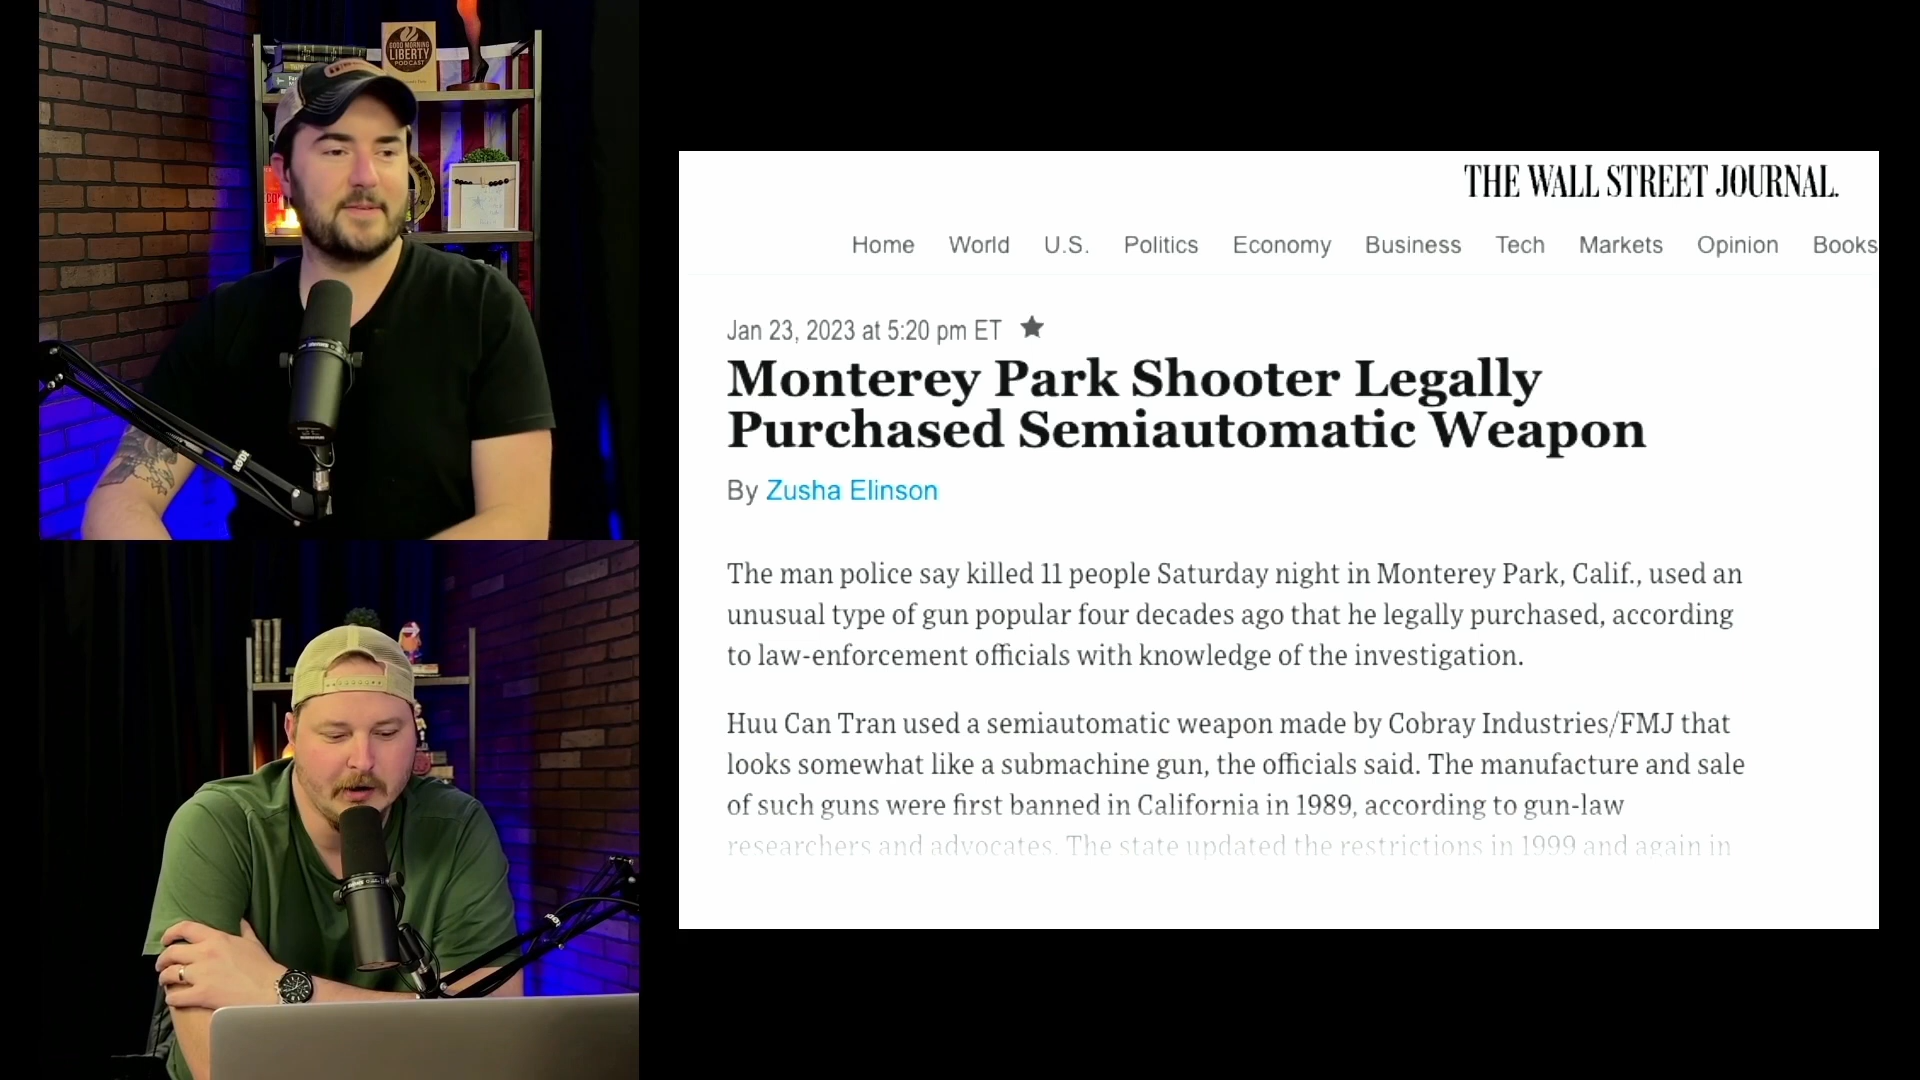 GOOD MORNING
LIBERTY
PODCAST
RØDE
THE WALL STREET JOURNAL.
Home World U.S. Politics Economy Business Tech Markets Opinion Books
Jan 23, 2023 at 5:20 pm ET
Monterey Park Shooter Legally
Purchased Semiautomatic Weapon
By Zusha Elinson
The man police say killed 11 people Saturday night in Monterey Park, Calif., used an
unusual type of gun popular four decades ago that he legally purchased, according
to law-enforcement officials with knowledge of the investigation.
Huu Can Tran used a semiautomatic weapon made by Cobray Industries/FMJ that
looks somewhat like a submachine gun, the officials said. The manufacture and sale
of such guns were first banned in California in 1989, according to gun-law
researchers and advocates. The state updated the restrictions in 1999 and again in